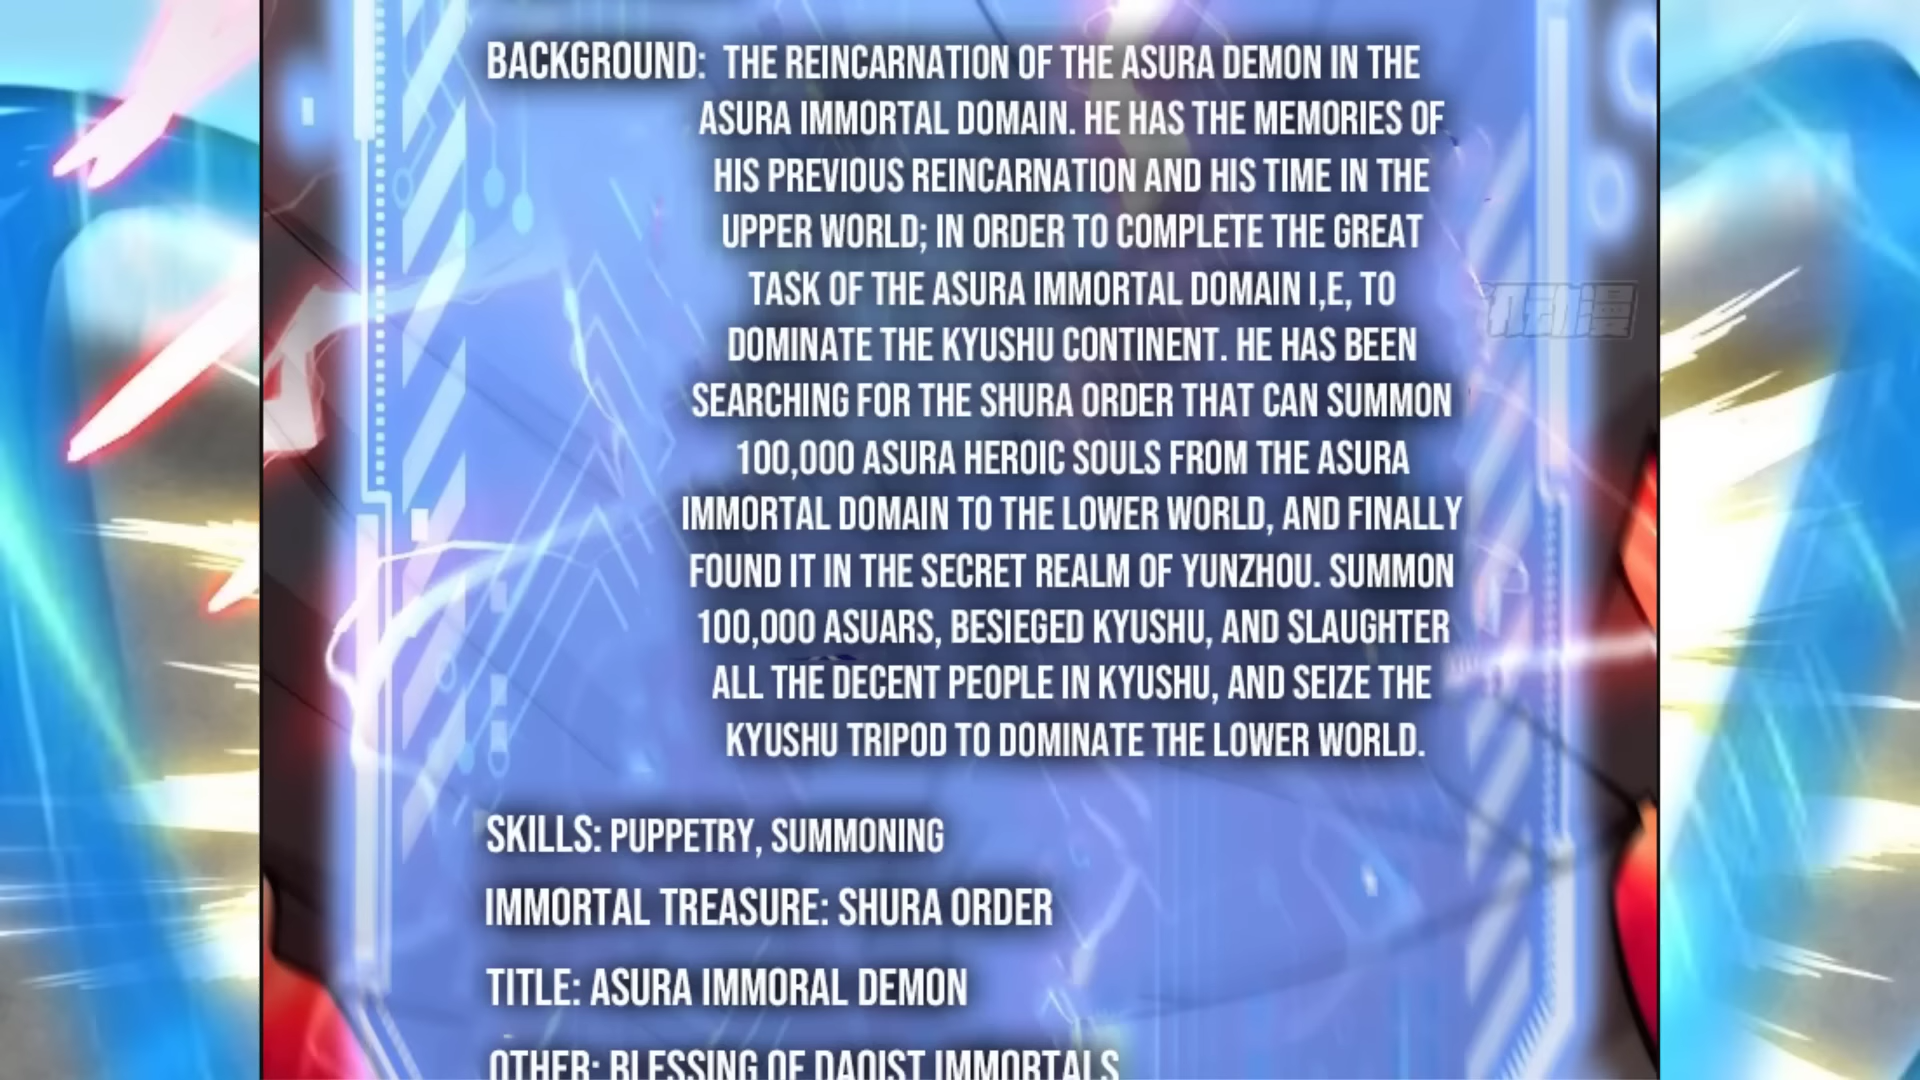 BACKGROUND: THE REINCARNATION OF THE ASURA DEMON IN THE
ASURA IMMORTAL DOMAIN. HE HAS THE MEMORIES OF
HIS PREVIOUS REINCARNATION AND HIS TIME IN THE
UPPER WORLD; IN ORDER TO COMPLETE THE GREAT
TASK OF THE ASURA IMMORTAL DOMAIN I,E, TO
DOMINATE THE KYUSHU CONTINENT. HE HAS BEEN
SEARCHING FOR THE SHURA ORDER THAT CAN SUMMON
100,000 ASURA HEROIC SOULS FROM THE ASURA
IMMORTAL DOMAIN TO THE LOWER WORLD, AND FINALLY
FOUND IT IN THE SECRET REALM OF YUNZHOU. SUMMON
100,000 ASUARS, BESIEGED KYUSHU, AND SLAUGHTER
ALL THE DECENT PEOPLE IN KYUSHU, AND SEIZE THE
KYUSHU TRIPOD TO DOMINATE THE LOWER WORLD.
SKILLS: PUPPETRY, SUMMONING
IMMORTAL TREASURE: SHURA ORDER
TITLE: ASURA IMMORAL DEMON
OTHER: BLESSING OF DAOIST IMMORTALS